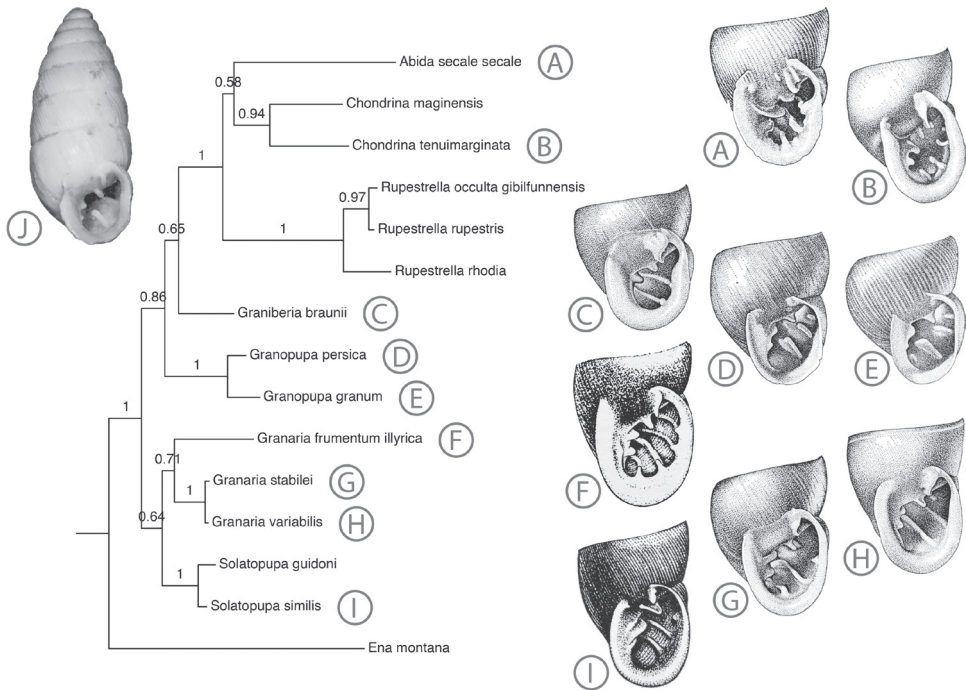 Abida secale secale A
0.58
Chondrina maginensis
0.94
Chondrina tenuimarginata B
1
Rupestrella occulta gibilfunnensis
0.97
Rupestrella rupestris
1
Rupestrella rhodia
0.65
Graniberia braunii C
0.86
Granopupa persica D
1
Granopupa granum E
1
Granaria frumentum illyrica F
0.71
Granaria stabilei G
1
Granaria variabilis H
0.64
Solatopupa guidoni
1
Solatopupa similis I
Ena montana
J
A
B
C
D
E
F
G
H
I